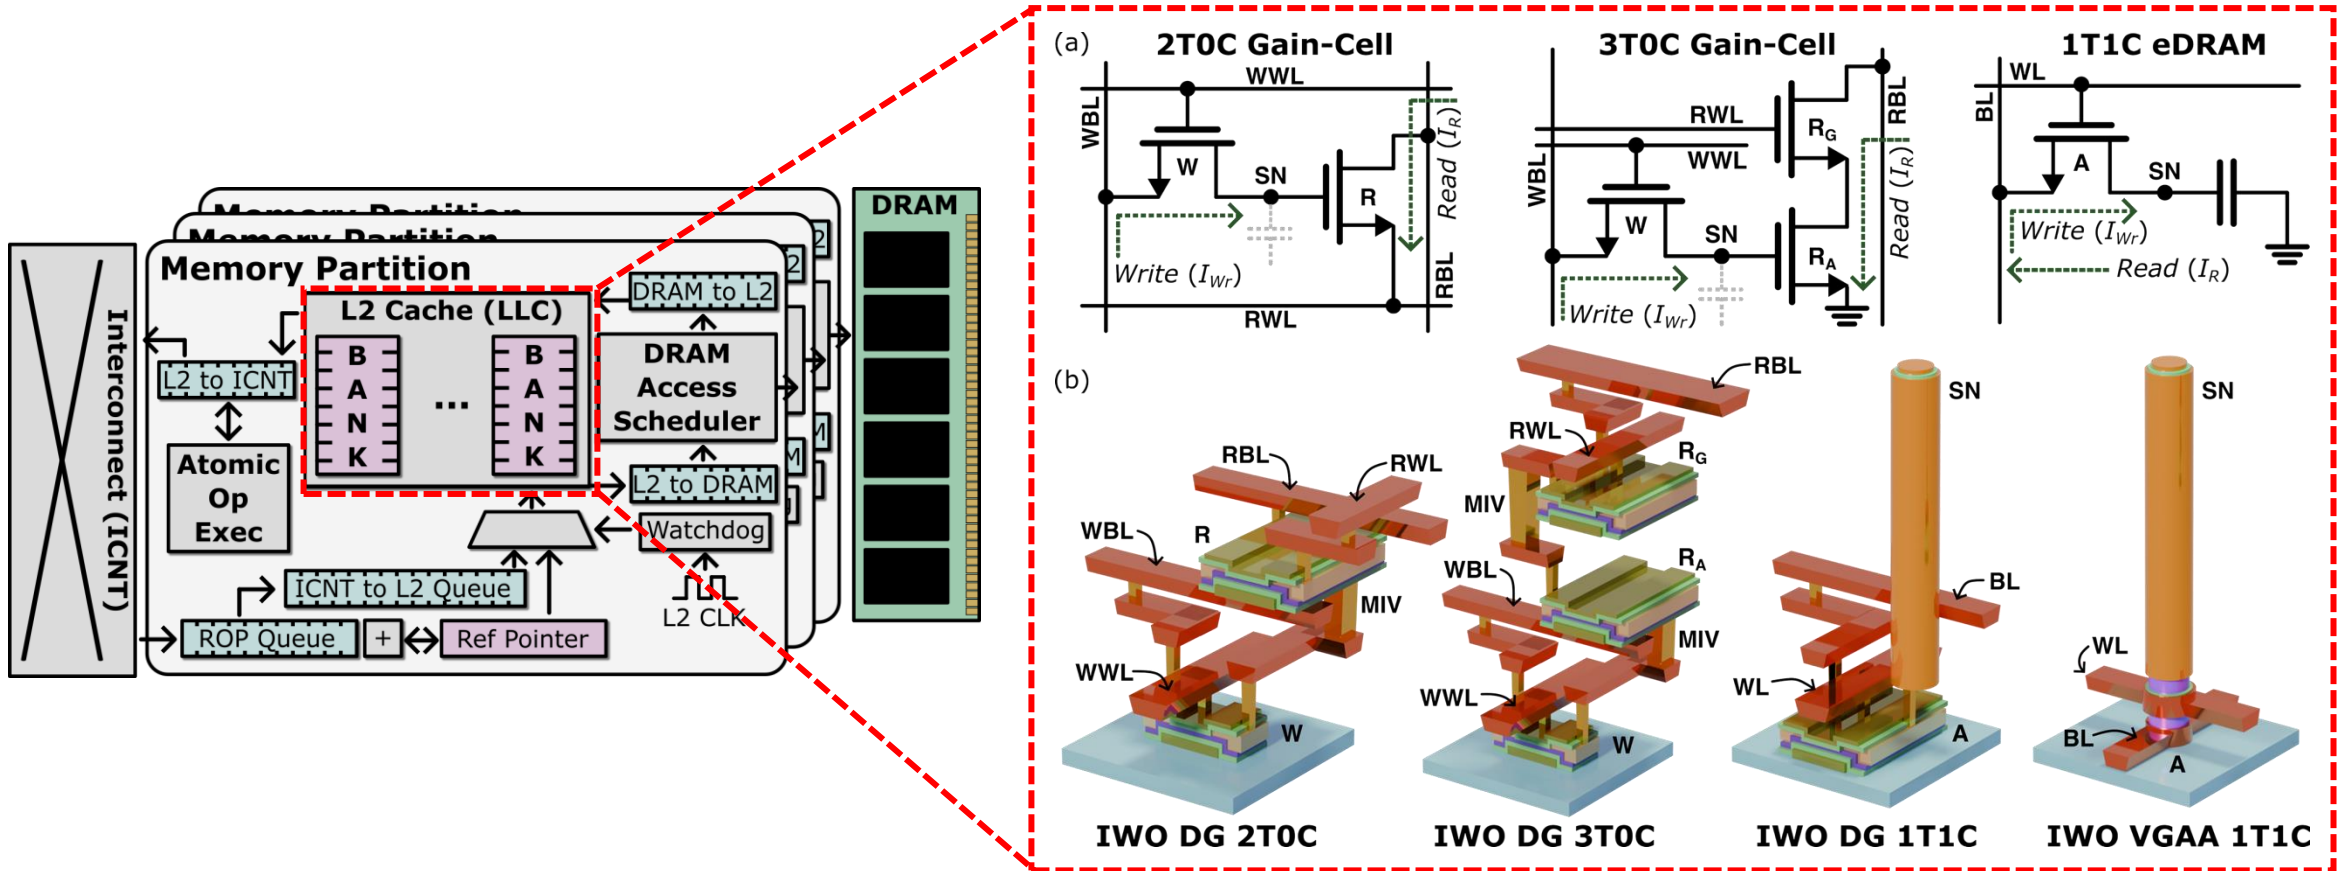 Memory Partition
Memory Partition
Memory Partition
Interconnect (ICNT)
L2 Cache (LLC)
BANK
...
BANK
L2 to ICNT
Atomic
Op
Exec
DRAM to L2
DRAM
Access
Scheduler
L2 to DRAM
Watchdog
L2 CLK
ICNT to L2 Queue
ROP Queue
+
Ref Pointer
2
2
M
M
DRAM
(a)
2T0C Gain-Cell
WWL
WBL
W
SN
R
Read (I_R)
RBL
Write (I_Wr)
RWL
3T0C Gain-Cell
RWL
WWL
WBL
W
SN
R_G
R_A
RBL
Read (I_R)
Write (I_Wr)
1T1C eDRAM
WL
BL
A
SN
Write (I_Wr)
Read (I_R)
(b)
RBL
RWL
R
WBL
MIV
WWL
W
IWO DG 2T0C
RBL
RWL
R_G
MIV
R_A
WBL
MIV
WWL
W
IWO DG 3T0C
SN
BL
WL
A
IWO DG 1T1C
SN
WL
BL
A
IWO VGAA 1T1C